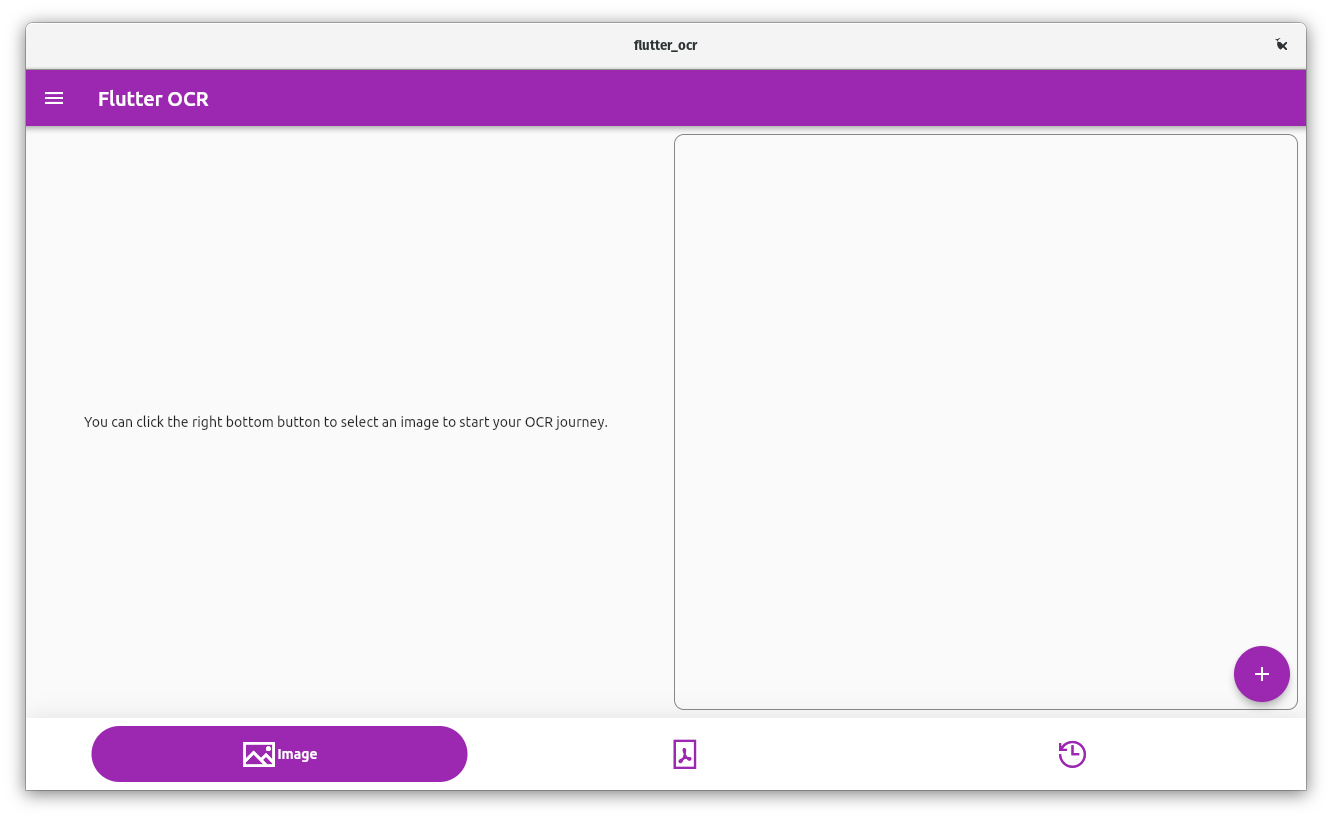 flutter_ocr
Flutter OCR
You can click the right bottom button to select an image to start your OCR journey.
Image